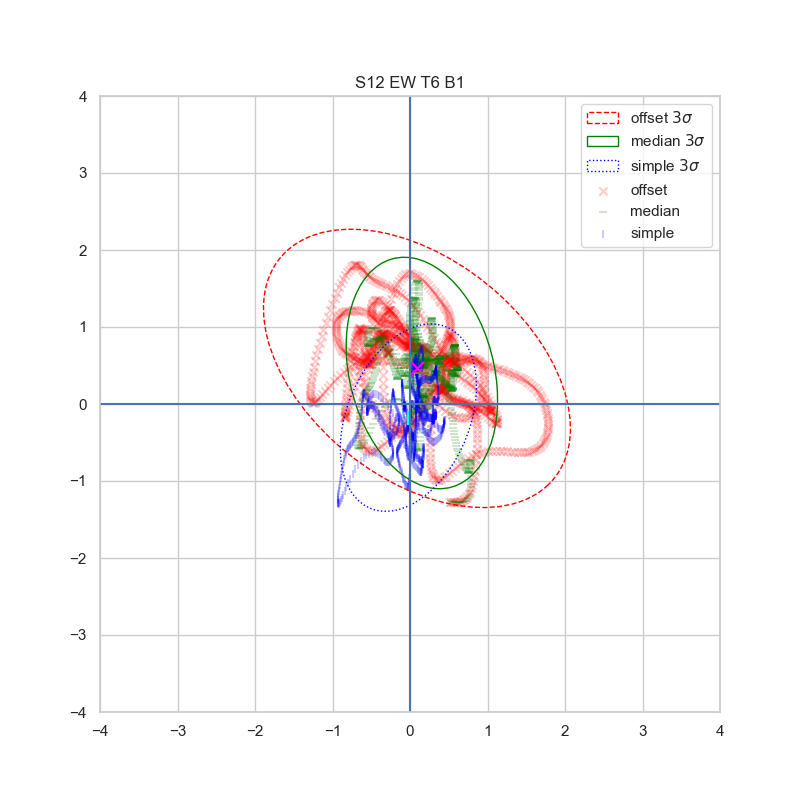 S12 EW T6 B1
offset 3σ
median 3σ
simple 3σ
offset
median
simple
4
3
2
1
0
−1
−2
−3
−4
−4 −3 −2 −1 0 1 2 3 4